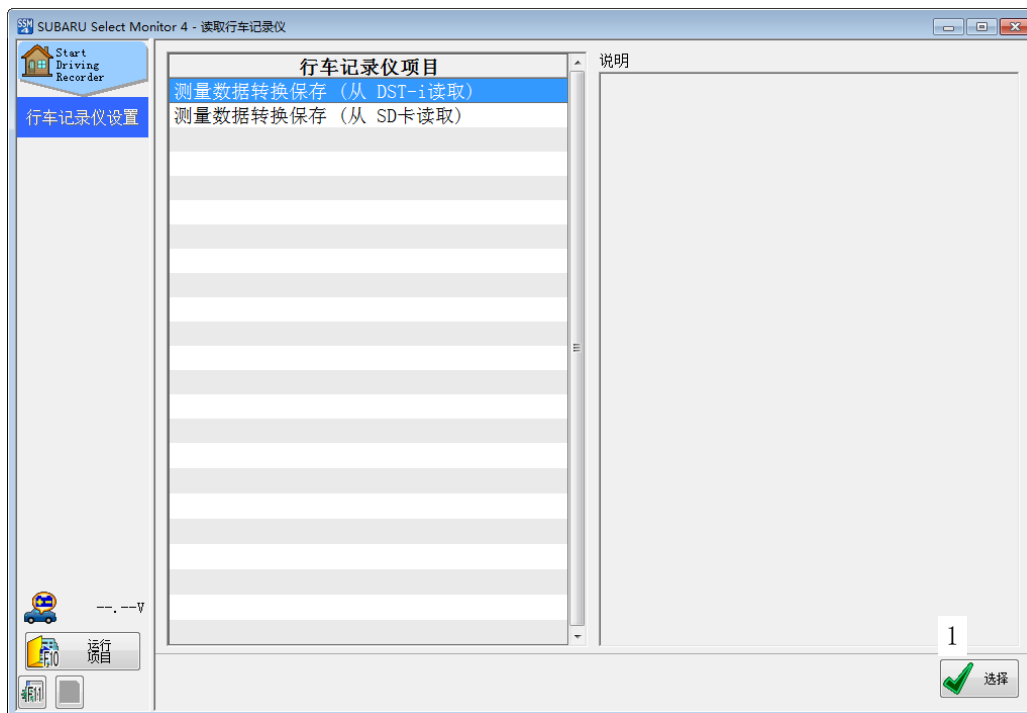 SUBARU Select Monitor 4 - 读取行车记录仪
Start
Driving
Recorder
行车记录仪设置
行车记录仪项目
测量数据转换保存 (从 DST-i读取)
测量数据转换保存 (从 SD卡读取)
说明
--.--V
F10
运行
项目
F11
1
选择